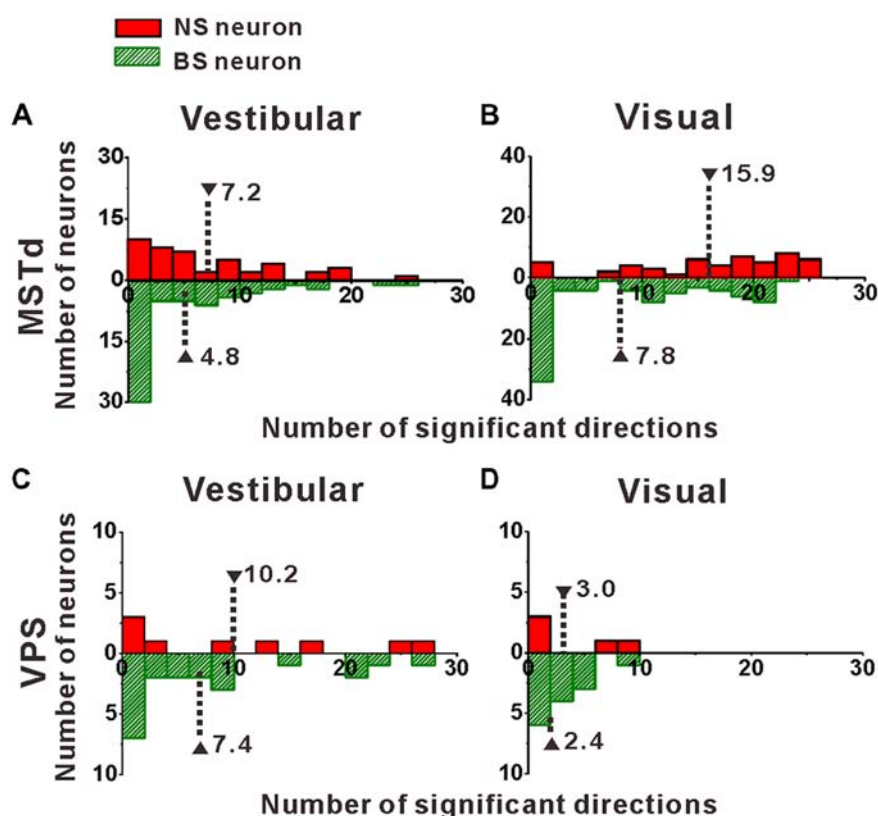 NS neuron
BS neuron
A
Vestibular
B
Visual
MSTd
Number of neurons
30
15
0
15
30
0
10
20
30
7.2
4.8
40
20
0
20
40
0
10
20
30
15.9
7.8
Number of significant directions
C
Vestibular
D
Visual
VPS
Number of neurons
10
5
0
5
10
0
10
20
30
10.2
7.4
10
5
0
5
10
0
10
20
30
3.0
2.4
Number of significant directions